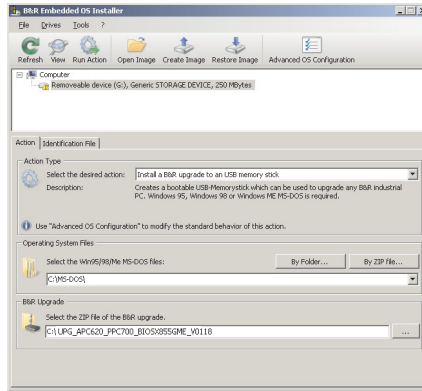 B&R Embedded OS Installer
File Drives Tools ?
Refresh View Run Action Open Image Create Image Restore Image Advanced OS Configuration
Computer
Removeable device (G:), Generic STORAGE DEVICE, 250 MBytes
Action Identification File
Action Type
Select the desired action: Install a B&R upgrade to an USB memory stick
Description: Creates a bootable USB-Memorystick which can be used to upgrade any B&R industrial
PC. Windows 95, Windows 98 or Windows ME MS-DOS is required.
Use "Advanced OS Configuration" to modify the standard behavior of this action.
Operating System Files
Select the Win95/98/Me MS-DOS files: By Folder... By ZIP file...
C:\MS-DOS\
B&R Upgrade
Select the ZIP file of the B&R upgrade.
C:\UPG_APC620_PPC700_BIOSX855GME_V0118 ...